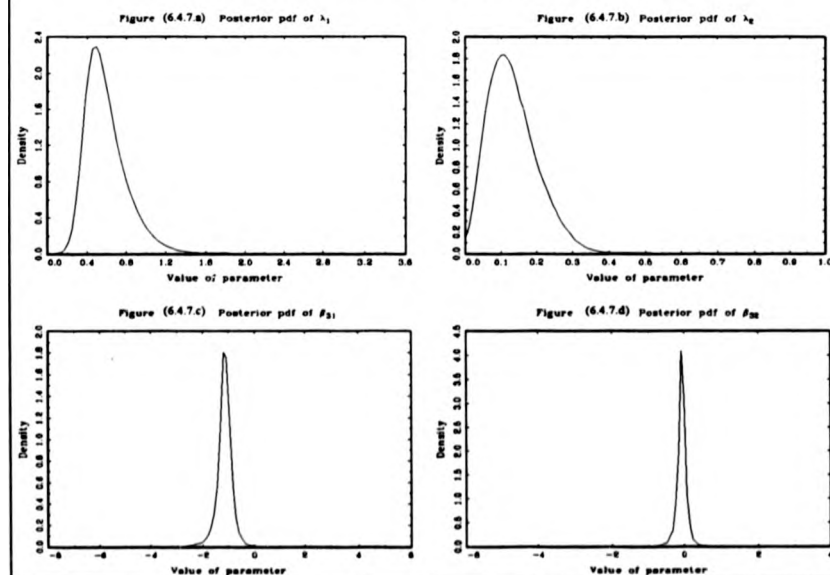 Figure (6.4.7.a) Posterior pdf of λ₁
Density
2.4
2.0
1.6
1.2
0.8
0.4
0.0
0.0 0.4 0.8 1.2 1.6 2.0 2.4 2.8 3.2 3.6
Value of parameter
Figure (6.4.7.b) Posterior pdf of λ₂
Density
2.0
1.8
1.6
1.4
1.2
1.0
0.8
0.6
0.4
0.2
0.0
0.0 0.1 0.2 0.3 0.4 0.5 0.6 0.7 0.8 0.9 1.0
Value of parameter
Figure (6.4.7.c) Posterior pdf of β₃₁
Density
2.0
1.8
1.6
1.4
1.2
1.0
0.8
0.6
0.4
0.2
0.0
−8 −6 −4 −2 0 2 4 6
Value of parameter
Figure (6.4.7.d) Posterior pdf of β₃₂
Density
4.5
4.0
3.5
3.0
2.5
2.0
1.5
1.0
0.5
0.0
−6 −4 −2 0 2 4
Value of parameter